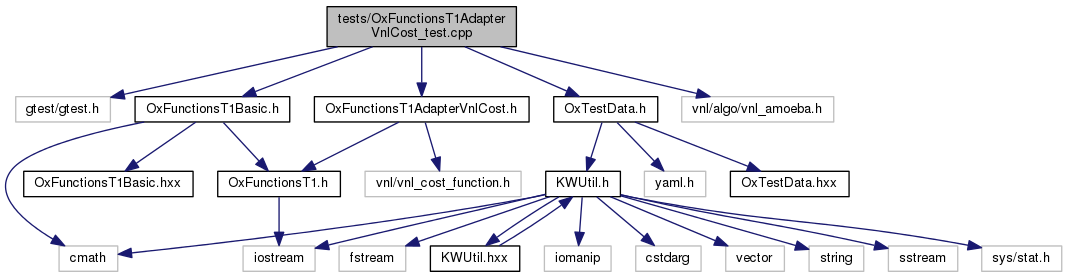 tests/OxFunctionsT1Adapter
VnlCost_test.cpp
gtest/gtest.h
OxFunctionsT1Basic.h
OxFunctionsT1AdapterVnlCost.h
OxTestData.h
vnl/algo/vnl_amoeba.h
OxFunctionsT1Basic.hxx
OxFunctionsT1.h
vnl/vnl_cost_function.h
KWUtil.h
yaml.h
OxTestData.hxx
cmath
iostream
fstream
KWUtil.hxx
iomanip
cstdarg
vector
string
sstream
sys/stat.h